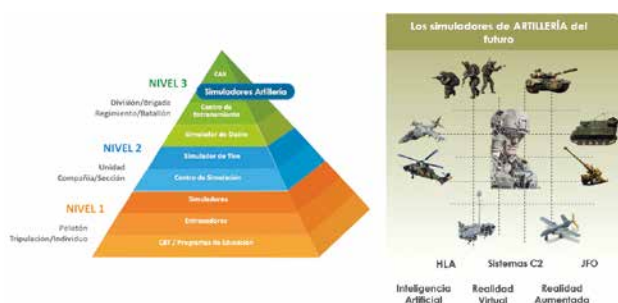 NIVEL 3
División/Brigada
Regimiento/Batallón
NIVEL 2
Unidad
Compañía/Sección
NIVEL 1
Pelotón
Tripulación/Individuo
Simuladores Artillería
Centro de
Entrenamiento
Simulador de Duelo
Simulador de Tiro
Centro de Simulación
Simuladores
Entrenadores
CBT / Programas de Educación
Los simuladores de ARTILLERÍA del
futuro
HLA Sistemas C2 JFO
Inteligencia Realidad Realidad
Artificial Virtual Aumentada